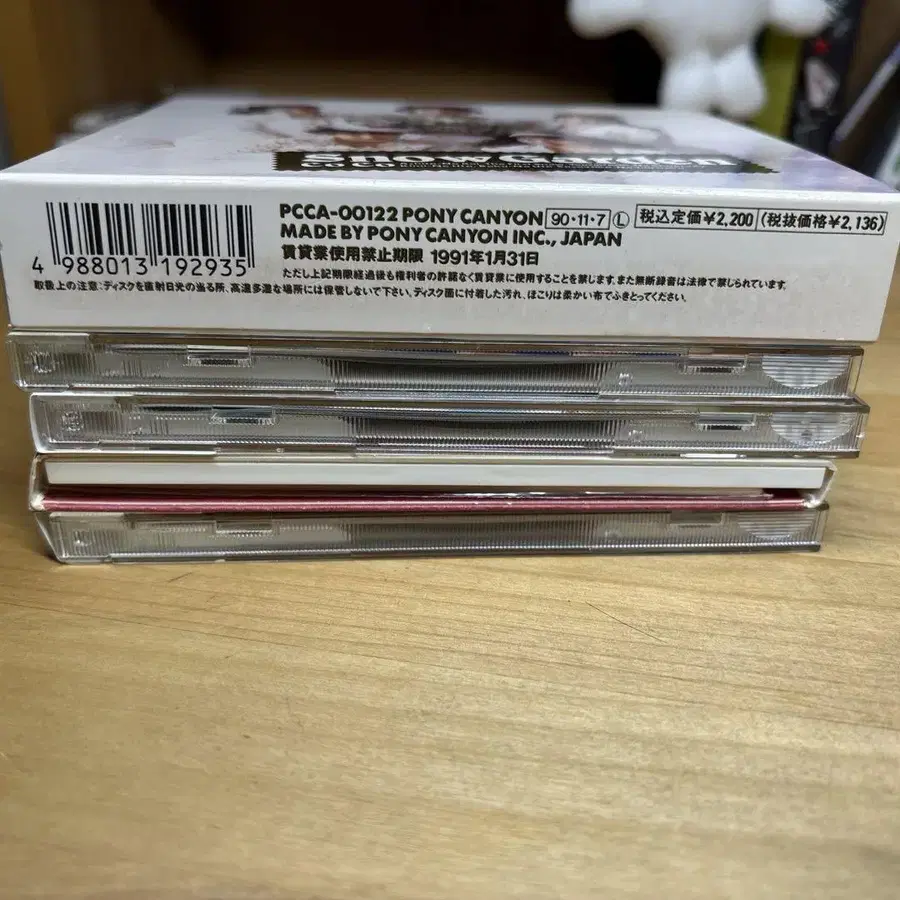 Snow Garden
PCCA-00122 PONY CANYON 90・11・7 Ⓛ 税込定価¥2,200 (税抜価格¥2,136)
MADE BY PONY CANYON INC., JAPAN
賃貸業使用禁止期限 1991年1月31日
ただし上記期限経過後も権利者の許諾なく賃貸業に使用することを禁じます。また無断録音は法律で禁じられています。
4 988013 192935
取扱上の注意:ディスクを直射日光の当る所、高温多湿な場所には保管しないで下さい。ディスク面に付着した汚れ、ほこりは柔かい布でふきとってください。